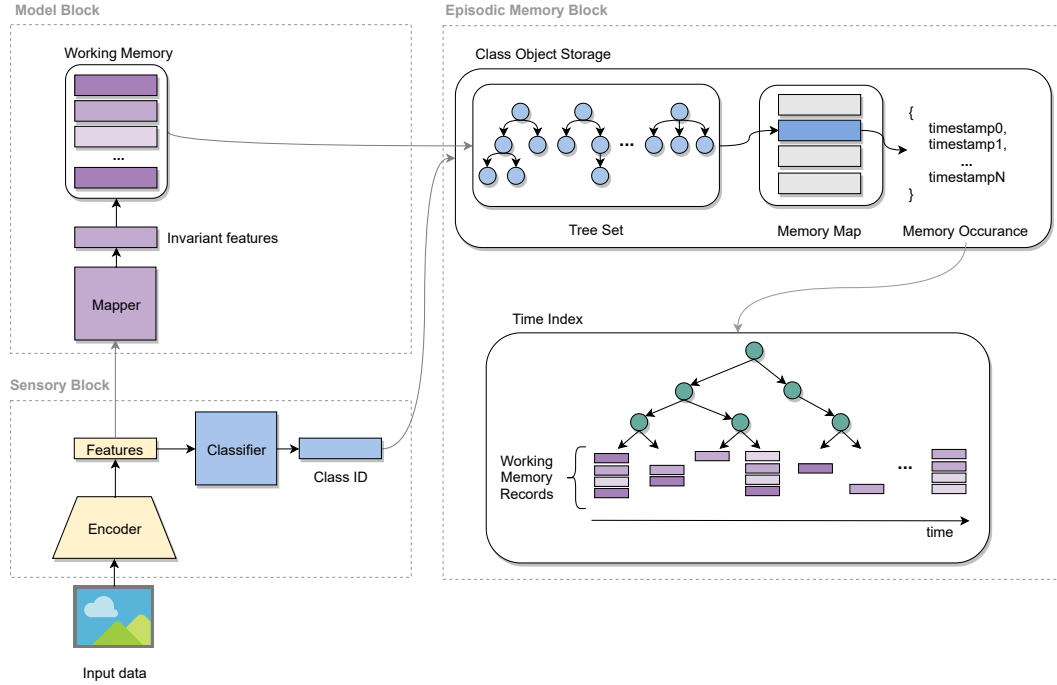 Model Block
Working Memory
...
Invariant features
Mapper
Sensory Block
Features
Classifier
Class ID
Encoder
Input data
Episodic Memory Block
Class Object Storage
...
Tree Set
Memory Map
{
timestamp0,
timestamp1,
...
timestampN
}
Memory Occurance
Time Index
Working
Memory
Records
...
time